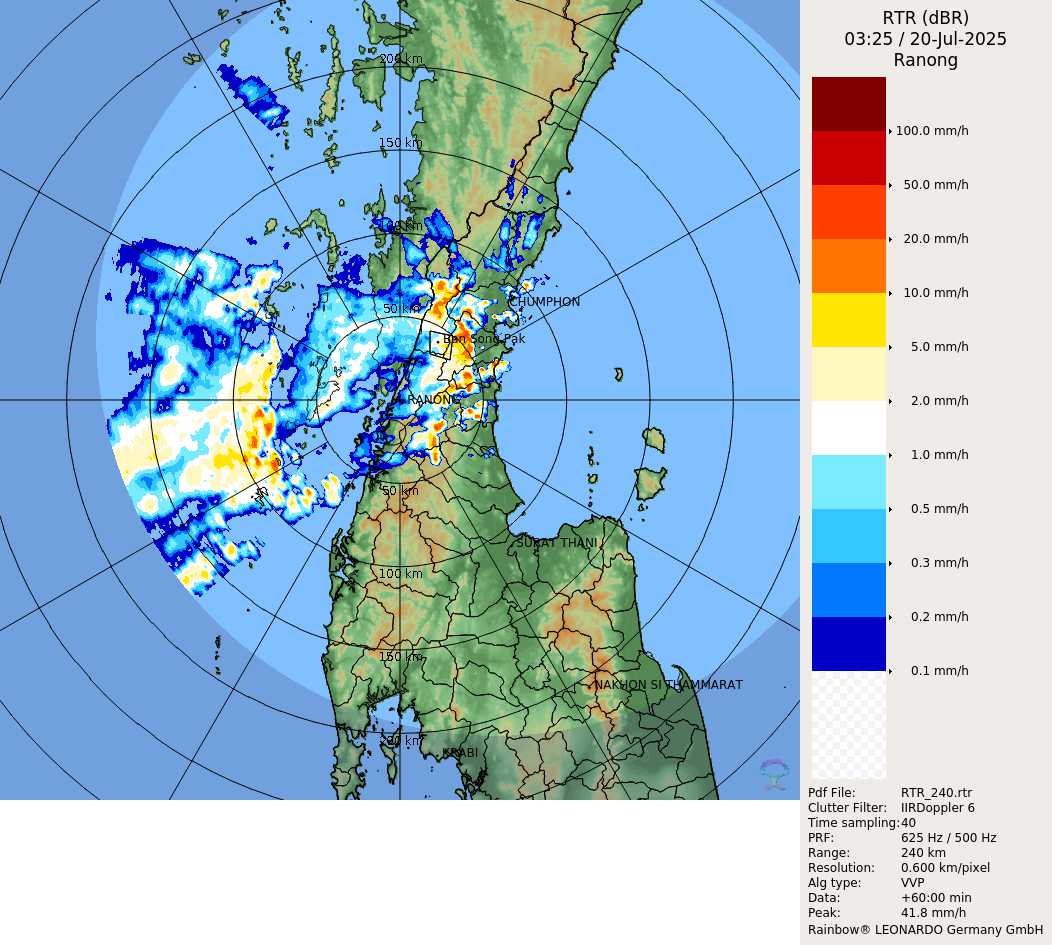 RTR (dBR)
03:25 / 20-Jul-2025
Ranong
100.0 mm/h
50.0 mm/h
20.0 mm/h
10.0 mm/h
5.0 mm/h
2.0 mm/h
1.0 mm/h
0.5 mm/h
0.3 mm/h
0.2 mm/h
0.1 mm/h
200 km
150 km
100 km
50 km
CHUMPHON
Ban Song Pak
RANONG
50 km
SURAT THANI
100 km
150 km
NAKHON SI THAMMARAT
200 km
KRABI
Pdf File: RTR_240.rtr
Clutter Filter: IIRDoppler 6
Time sampling:40
PRF: 625 Hz / 500 Hz
Range: 240 km
Resolution: 0.600 km/pixel
Alg type: VVP
Data: +60:00 min
Peak: 41.8 mm/h
Rainbow® LEONARDO Germany GmbH